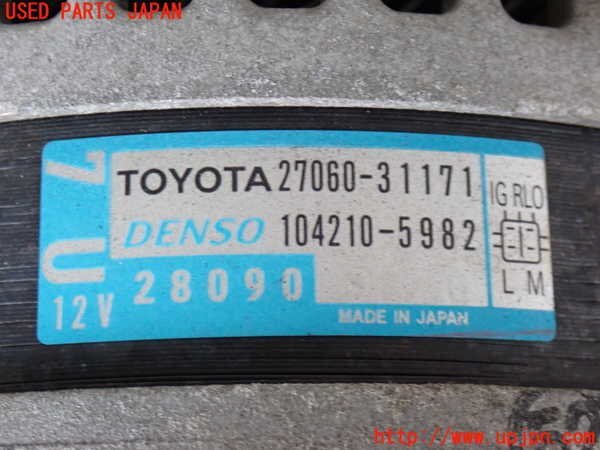 USED PARTS JAPAN
TOYOTA 27060-31171
DENSO 104210-5982
28090
12V
MADE IN JAPAN
IG RLO
L M
http://www.upjpn.com